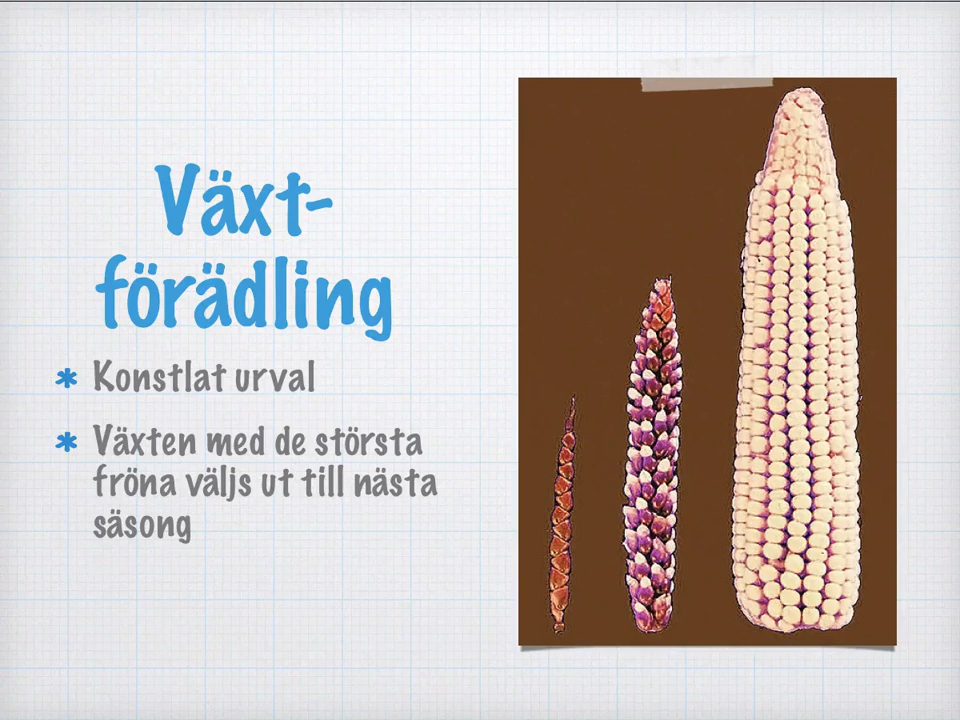 Växt-
förädling
Konstlat urval
Växten med de största
fröna väljs ut till nästa
säsong